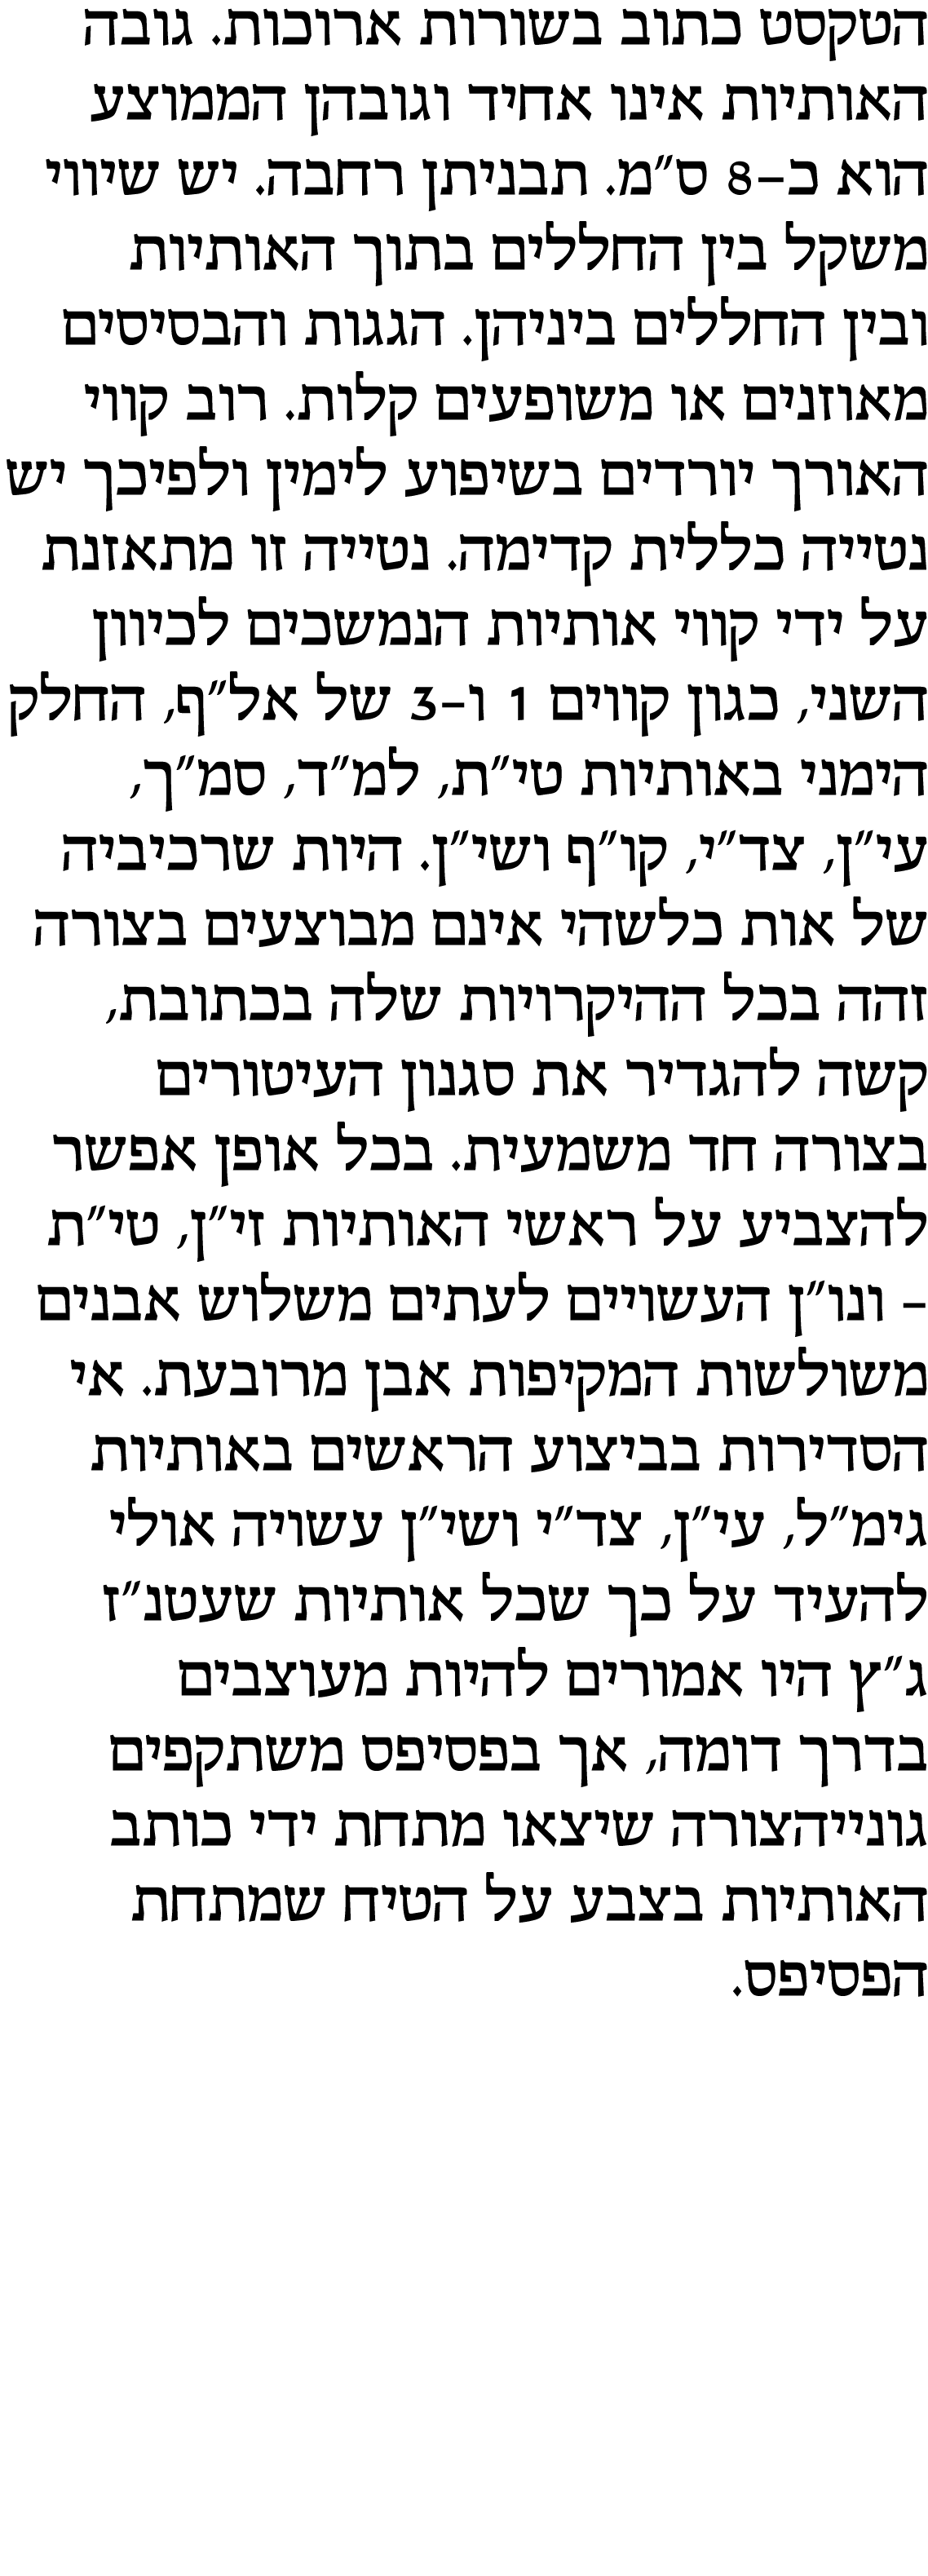 הטקסט כתוב בשורות ארוכות. גובה
האותיות אינו אחיד וגובהן הממוצע
הוא כ–8 ס״מ. תבניתן רחבה. יש שיווי
משקל בין החללים בתוך האותיות
ובין החללים ביניהן. הגגות והבסיסים
מאוזנים או משופעים קלות. רוב קווי
האורך יורדים בשיפוע לימין ולפיכך יש
נטייה כללית קדימה. נטייה זו מתאזנת
על ידי קווי אותיות הנמשכים לכיוון
השני, כגון קווים 1 ו–3 של אל״ף, החלק
הימני באותיות טי״ת, למ״ד, סמ״ך,
עי״ן, צד״י, קו״ף ושי״ן. היות שרכיביה
של אות כלשהי אינם מבוצעים בצורה
זהה בכל ההיקרויות שלה בכתובת,
קשה להגדיר את סגנון העיטורים
בצורה חד משמעית. בכל אופן אפשר
להצביע על ראשי האותיות זי״ן, טי״ת
– ונו״ן העשויים לעתים משלוש אבנים
משולשות המקיפות אבן מרובעת. אי
הסדירות בביצוע הראשים באותיות
גימ״ל, עי״ן, צד״י ושי״ן עשויה אולי
להעיד על כך שכל אותיות שעטנ״ז
ג״ץ היו אמורים להיות מעוצבים
בדרך דומה, אך בפסיפס משתקפים
גונייהצורה שיצאו מתחת ידי כותב
האותיות בצבע על הטיח שמתחת
הפסיפס.